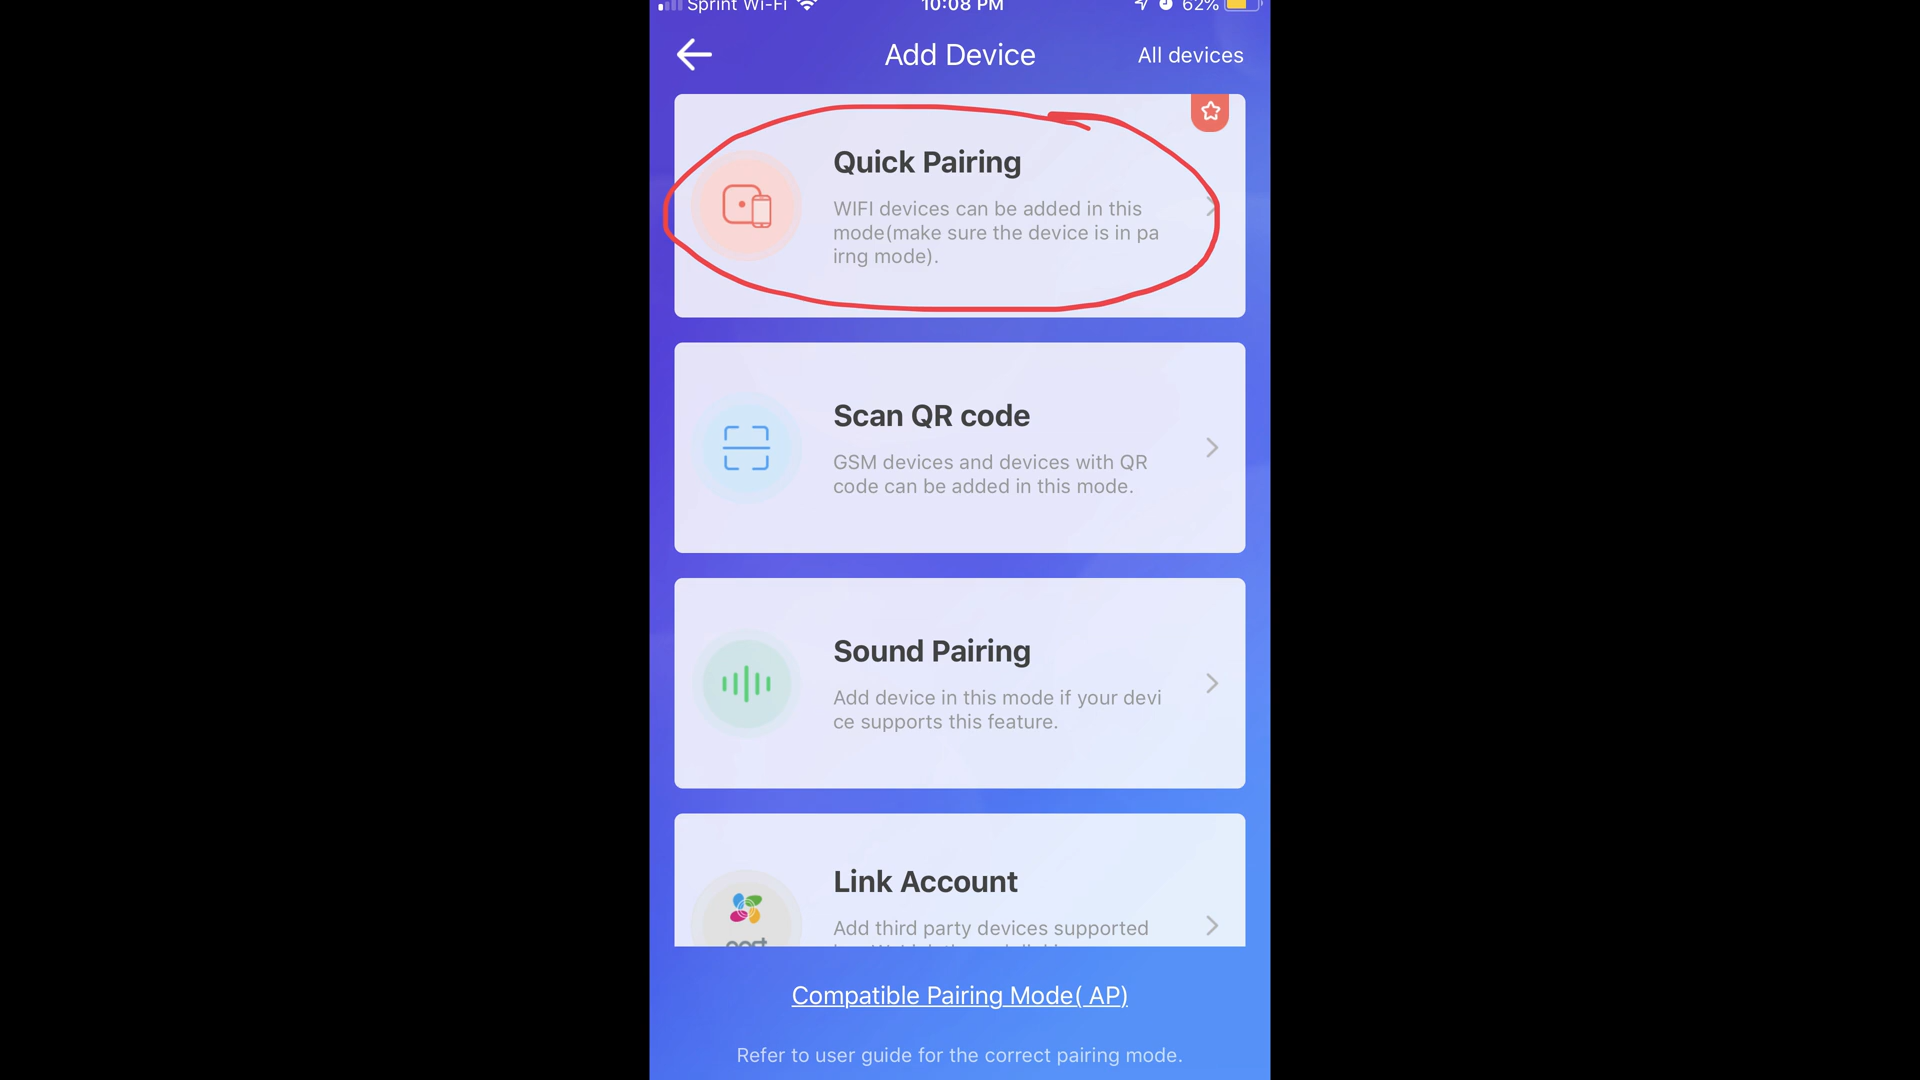 Sprint Wi-Fi 10:08 PM 62%
Add Device All devices
Quick Pairing
WIFI devices can be added in this
mode(make sure the device is in pa
irng mode).
Scan QR code
GSM devices and devices with QR
code can be added in this mode.
Sound Pairing
Add device in this mode if your devi
ce supports this feature.
Link Account
Add third party devices supported
Compatible Pairing Mode( AP)
Refer to user guide for the correct pairing mode.